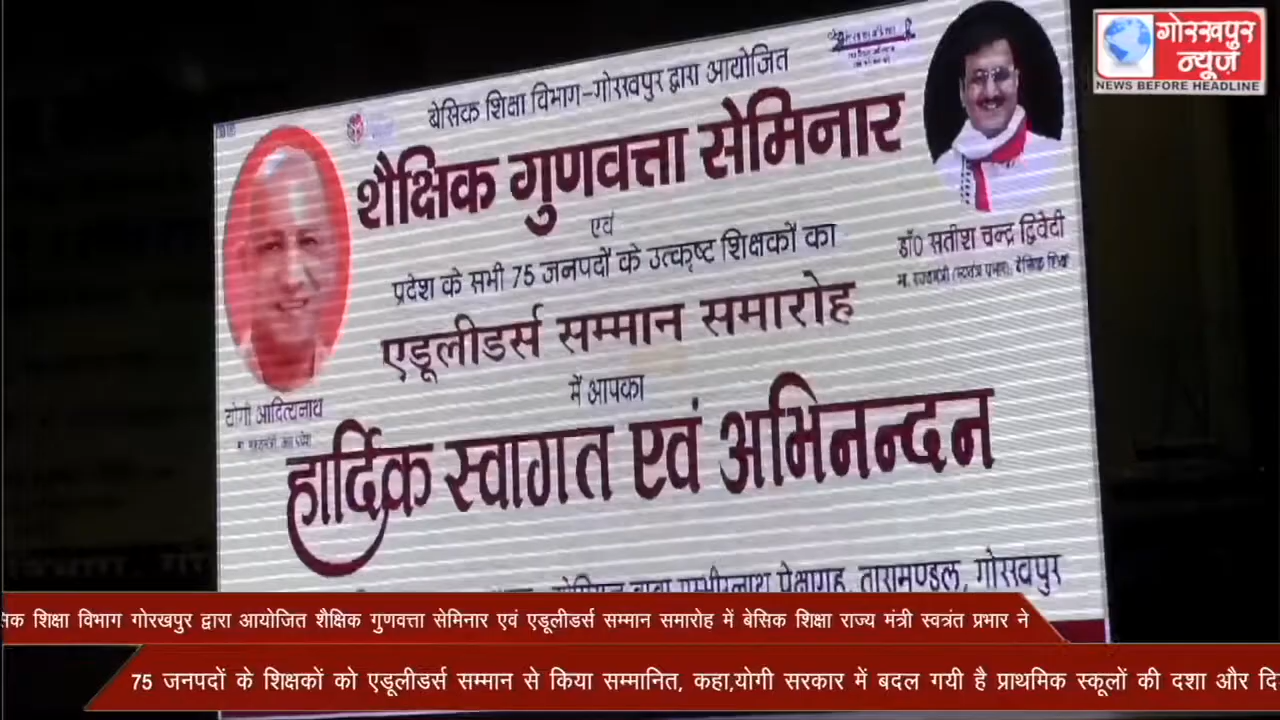 गोरखपुर
न्यूज़
NEWS BEFORE HEADLINE
बेसिक शिक्षा विभाग-गोरखपुर द्वारा आयोजित
शैक्षिक गुणवत्ता सेमिनार
एवं
प्रदेश के सभी 75 जनपदों के उत्कृष्ट शिक्षकों का
एडूलीडर्स सम्मान समारोह
में आपका
हार्दिक स्वागत एवं अभिनन्दन
डॉ0 सतीश चन्द्र द्विवेदी
योगी आदित्यनाथ
गम्भीरनाथ प्रेक्षागृह, तारामण्डल, गोरखपुर
शिक्षा विभाग गोरखपुर द्वारा आयोजित शैक्षिक गुणवत्ता सेमिनार एवं एडूलीडर्स सम्मान समारोह में बेसिक शिक्षा राज्य मंत्री स्वत्रंत प्रभार ने
75 जनपदों के शिक्षकों को एडूलीडर्स सम्मान से किया सम्मानित, कहा,योगी सरकार में बदल गयी है प्राथमिक स्कूलों की दशा और